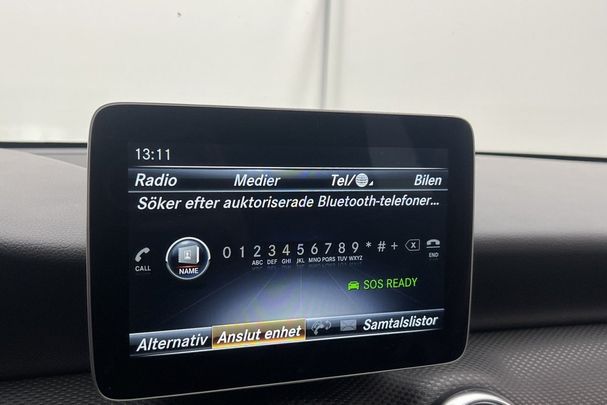 13:11
Radio Medier Tel/ Bilen
Söker efter auktoriserade Bluetooth-telefoner...
0 1 2 3 4 5 6 7 8 9 * # +
ABC DEF GHI JKL MNO PQRS TUV WXYZ
CALL NAME END
SOS READY
Alternativ Anslut enhet Samtalslistor